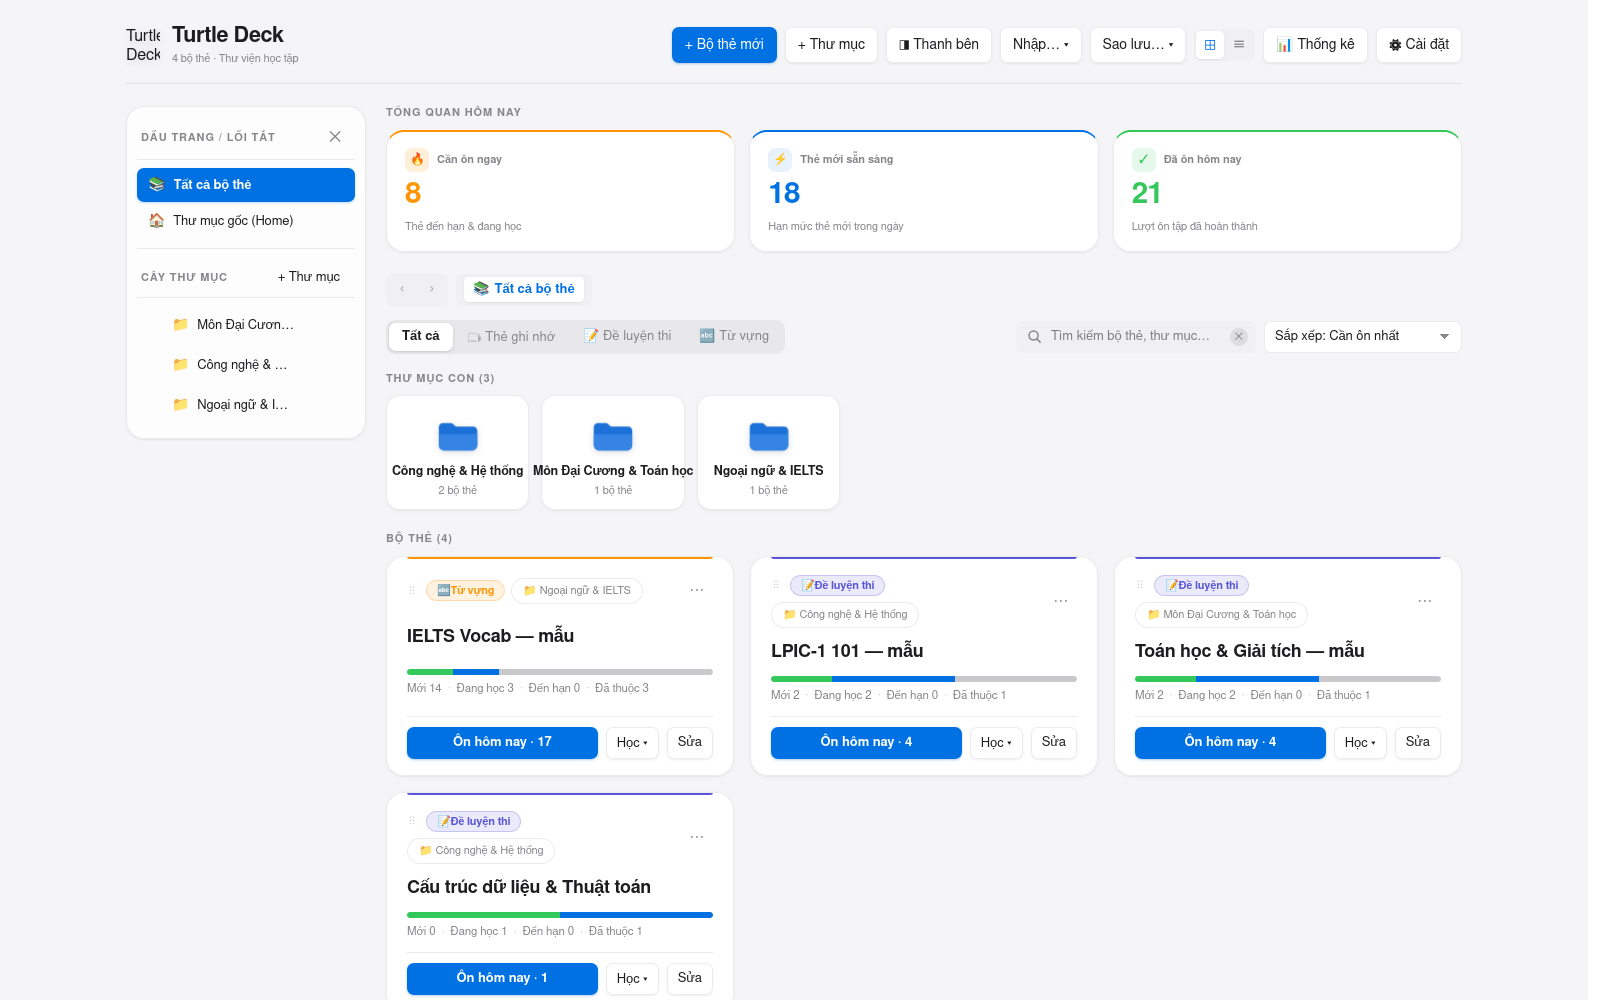 Turtle
Deck
Turtle Deck
4 bộ thẻ · Thư viện học tập
+ Bộ thẻ mới
+ Thư mục
Thanh bên
Nhập...
Sao lưu...
Thống kê
Cài đặt
DẤU TRANG / LỐI TẮT
Tất cả bộ thẻ
Thư mục gốc (Home)
CÂY THƯ MỤC
+ Thư mục
Môn Đại Cươn...
Công nghệ & ...
Ngoại ngữ & I...
TỔNG QUAN HÔM NAY
Cần ôn ngay
8
Thẻ đến hạn & đang học
Thẻ mới sẵn sàng
18
Hạn mức thẻ mới trong ngày
Đã ôn hôm nay
21
Lượt ôn tập đã hoàn thành
Tất cả bộ thẻ
Tất cả
Thẻ ghi nhớ
Đề luyện thi
Từ vựng
Tìm kiếm bộ thẻ, thư mục...
Sắp xếp: Cần ôn nhất
THƯ MỤC CON (3)
Công nghệ & Hệ thống
2 bộ thẻ
Môn Đại Cương & Toán học
1 bộ thẻ
Ngoại ngữ & IELTS
1 bộ thẻ
BỘ THẺ (4)
Từ vựng
Ngoại ngữ & IELTS
IELTS Vocab — mẫu
Mới 14 · Đang học 3 · Đến hạn 0 · Đã thuộc 3
Ôn hôm nay · 17
Học
Sửa
Đề luyện thi
Công nghệ & Hệ thống
LPIC-1 101 — mẫu
Mới 2 · Đang học 2 · Đến hạn 0 · Đã thuộc 1
Ôn hôm nay · 4
Học
Sửa
Đề luyện thi
Môn Đại Cương & Toán học
Toán học & Giải tích — mẫu
Mới 2 · Đang học 2 · Đến hạn 0 · Đã thuộc 1
Ôn hôm nay · 4
Học
Sửa
Đề luyện thi
Công nghệ & Hệ thống
Cấu trúc dữ liệu & Thuật toán
Mới 0 · Đang học 1 · Đến hạn 0 · Đã thuộc 1
Ôn hôm nay · 1
Học
Sửa